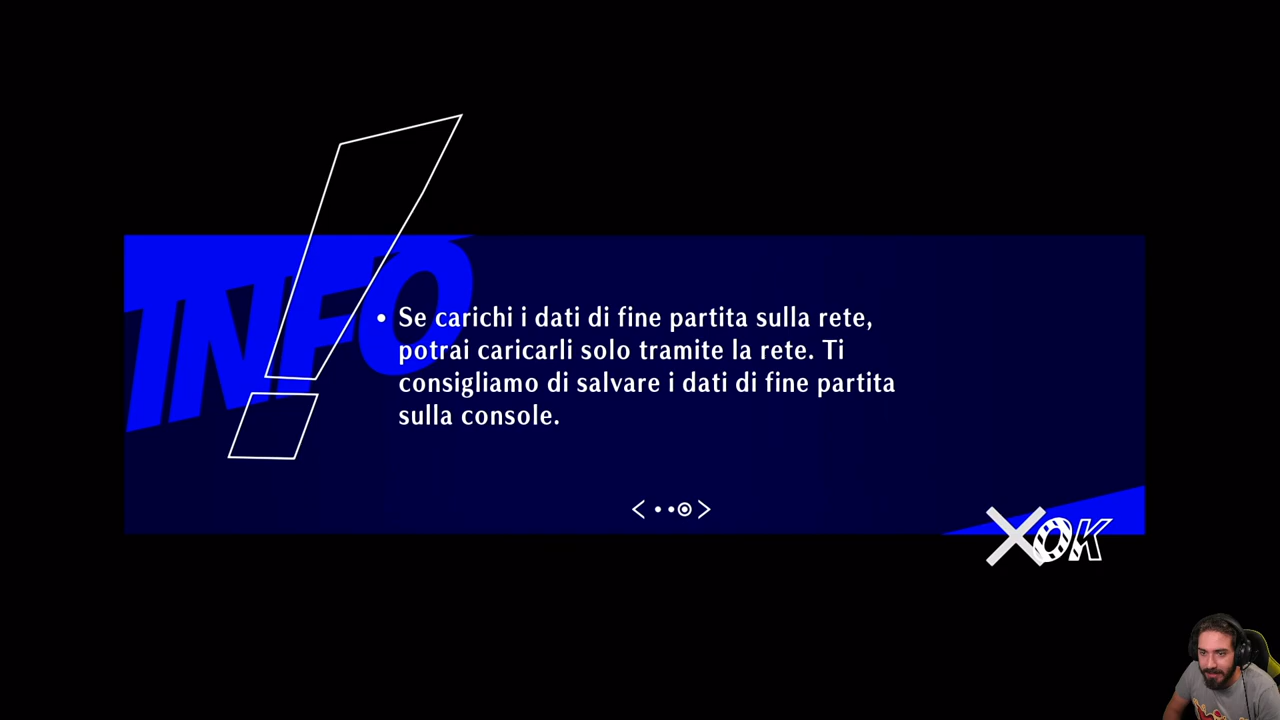 INFO
• Se carichi i dati di fine partita sulla rete,
potrai caricarli solo tramite la rete. Ti
consigliamo di salvare i dati di fine partita
sulla console.
OK